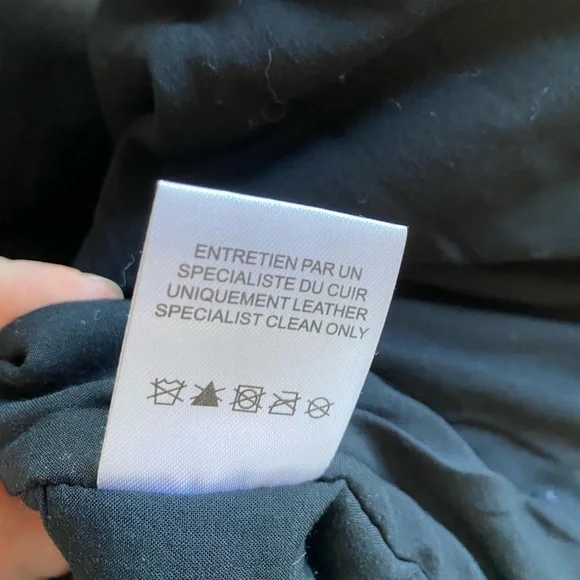 ENTRETIEN PAR UN
SPECIALISTE DU CUIR
UNIQUEMENT LEATHER
SPECIALIST CLEAN ONLY